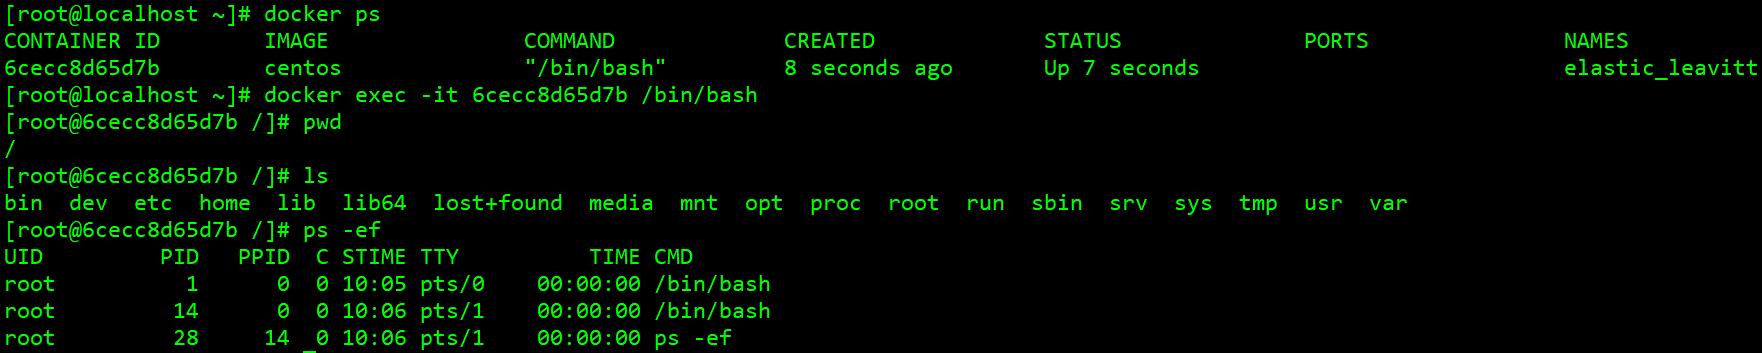 [root@localhost ~]# docker ps
CONTAINER ID        IMAGE               COMMAND             CREATED             STATUS              PORTS               NAMES
6cecc8d65d7b        centos              "/bin/bash"         8 seconds ago       Up 7 seconds                            elastic_leavitt
[root@localhost ~]# docker exec -it 6cecc8d65d7b /bin/bash
[root@6cecc8d65d7b /]# pwd
/
[root@6cecc8d65d7b /]# ls
bin  dev  etc  home  lib  lib64  lost+found  media  mnt  opt  proc  root  run  sbin  srv  sys  tmp  usr  var
[root@6cecc8d65d7b /]# ps -ef
UID         PID   PPID  C STIME TTY          TIME CMD
root          1      0  0 10:05 pts/0    00:00:00 /bin/bash
root         14      0  0 10:06 pts/1    00:00:00 /bin/bash
root         28     14  0 10:06 pts/1    00:00:00 ps -ef